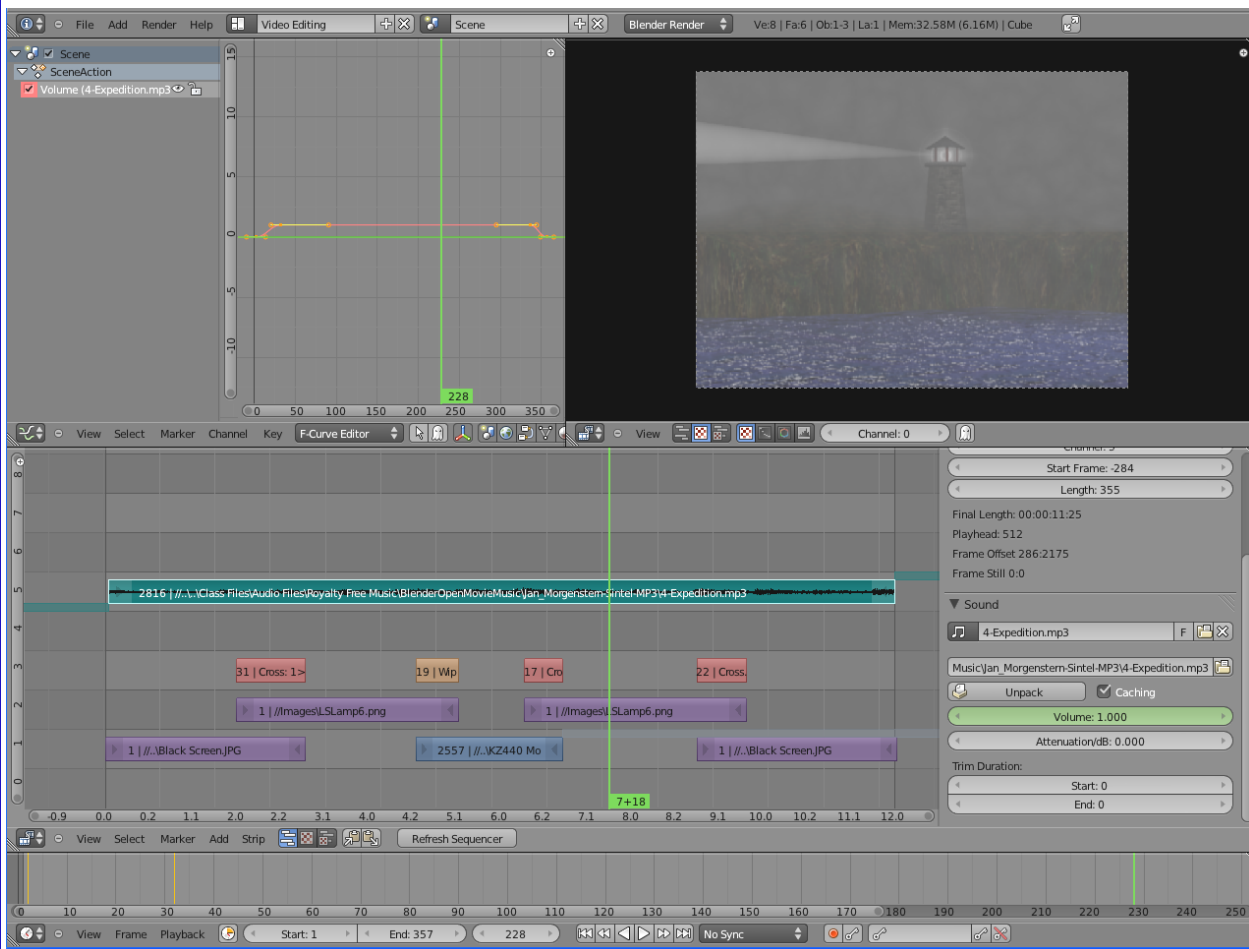 File Add Render Help Video Editing Scene Blender Render Ve:8 | Fa:6 | Ob:1-3 | La:1 | Mem:32.58M (6.16M) | Cube
Scene
SceneAction
Volume (4-Expedition.mp3
15
10
5
0
-5
-10
228
0 50 100 150 200 250 300 350
View Select Marker Channel Key F-Curve Editor
View Channel: 0
8
7
6
5
4
3
2
1
0
2816 | //..\..\Class Files\Audio Files\Royalty Free Music\BlenderOpenMovieMusic\Jan_Morgenstern-Sintel-MP3\4-Expedition.mp3
31 | Cross: 1> 19 | Wip 17 | Cro 22 | Cross.
1 | //Images\LSLamp6.png 1 | //Images\LSLamp6.png
1 | //..\Black Screen.JPG 2557 | //..\KZ440 Mo 1 | //..\Black Screen.JPG
7+18
-0.9 0.0 0.2 1.1 2.0 2.2 3.1 4.0 4.2 5.1 6.0 6.2 7.1 8.0 8.2 9.1 10.0 10.2 11.1 12.0
Start Frame: -284
Length: 355
Final Length: 00:00:11:25
Playhead: 512
Frame Offset 286:2175
Frame Still 0:0
Sound
4-Expedition.mp3 F
Music\Jan_Morgenstern-Sintel-MP3\4-Expedition.mp3
Unpack Caching
Volume: 1.000
Attenuation/dB: 0.000
Trim Duration:
Start: 0
End: 0
View Select Marker Add Strip Refresh Sequencer
0 10 20 30 40 50 60 70 80 90 100 110 120 130 140 150 160 170 180 190 200 210 220 230 240 250
View Frame Playback Start: 1 End: 357 228 No Sync